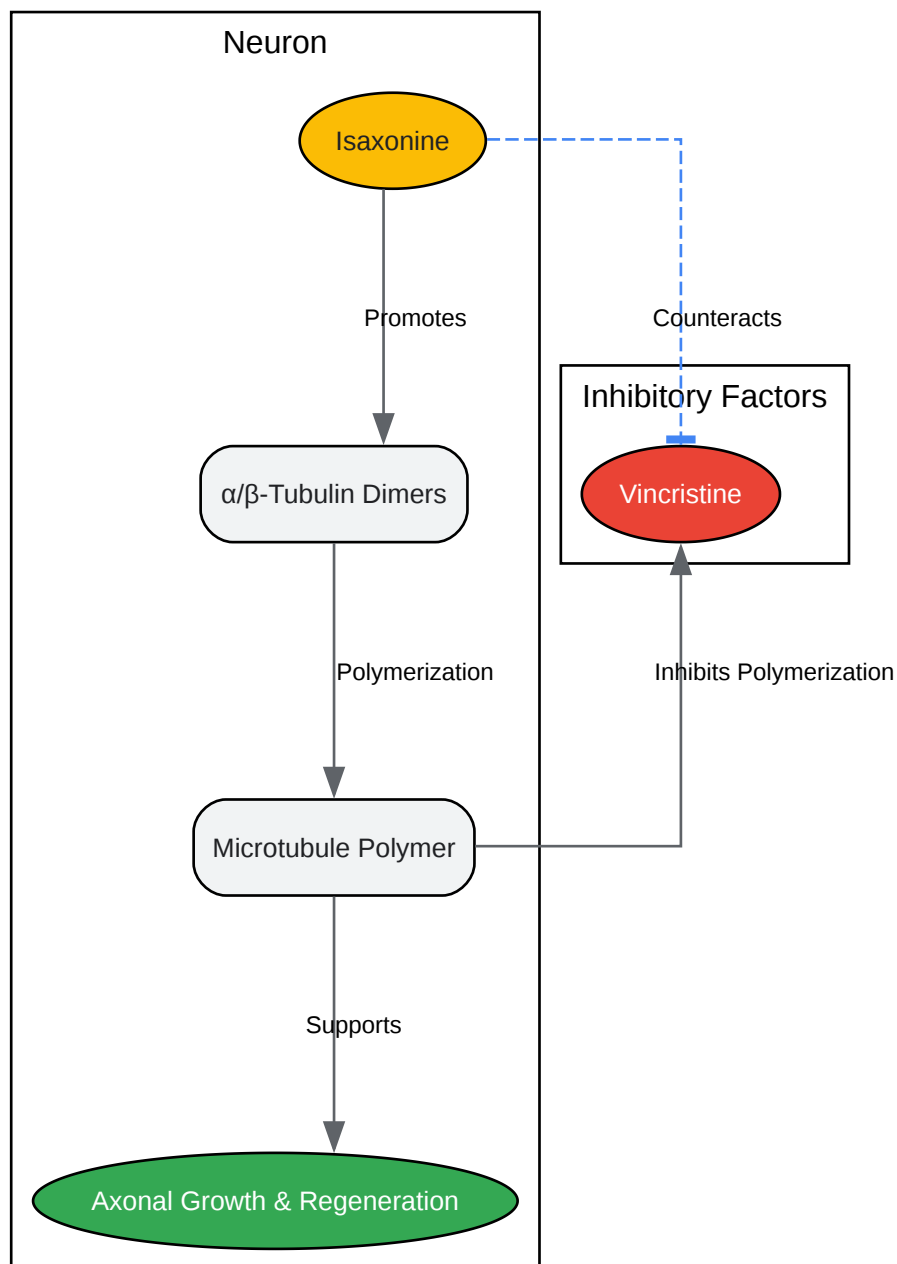 Neuron
Isaxonine
Promotes
Counteracts
Inhibitory Factors
α/β-Tubulin Dimers
Vincristine
Polymerization
Inhibits Polymerization
Microtubule Polymer
Supports
Axonal Growth & Regeneration